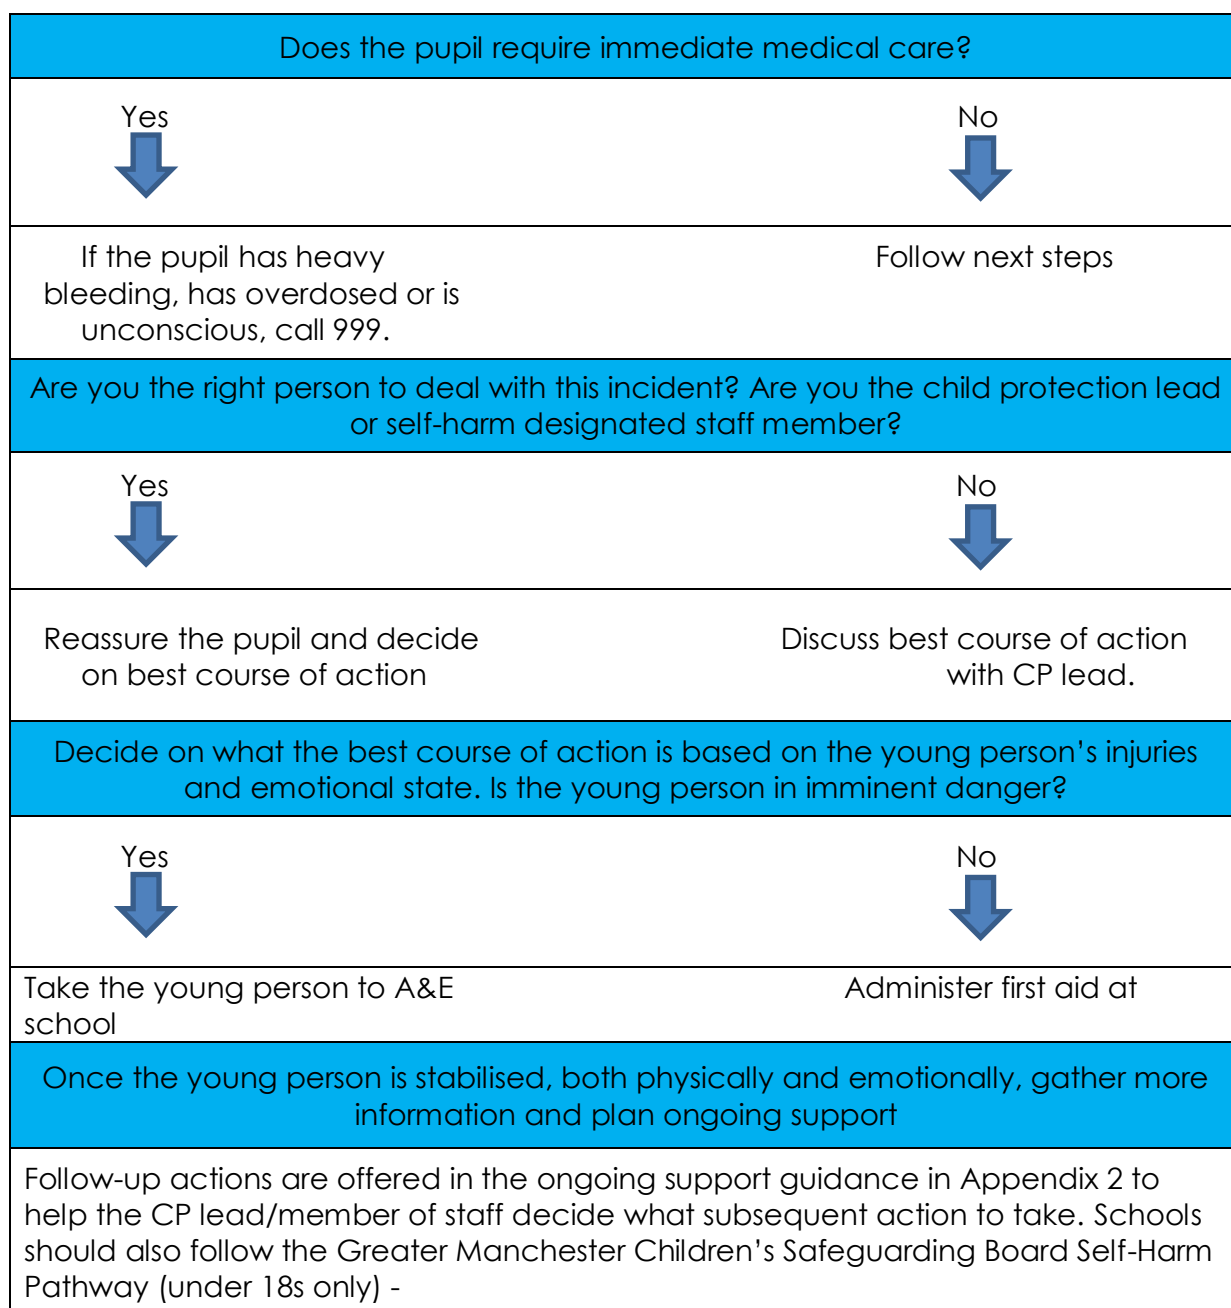 Does the pupil require immediate medical care?
Yes
No
If the pupil has heavy
bleeding, has overdosed or is
unconscious, call 999.
Follow next steps
Are you the right person to deal with this incident? Are you the child protection lead
or self-harm designated staff member?
Yes
No
Reassure the pupil and decide
on best course of action
Discuss best course of action
with CP lead.
Decide on what the best course of action is based on the young person’s injuries
and emotional state. Is the young person in imminent danger?
Yes
No
Take the young person to A&E
Administer first aid at
school
Once the young person is stabilised, both physically and emotionally, gather more
information and plan ongoing support
Follow-up actions are offered in the ongoing support guidance in Appendix 2 to
help the CP lead/member of staff decide what subsequent action to take. Schools
should also follow the Greater Manchester Children’s Safeguarding Board Self-Harm
Pathway (under 18s only) -